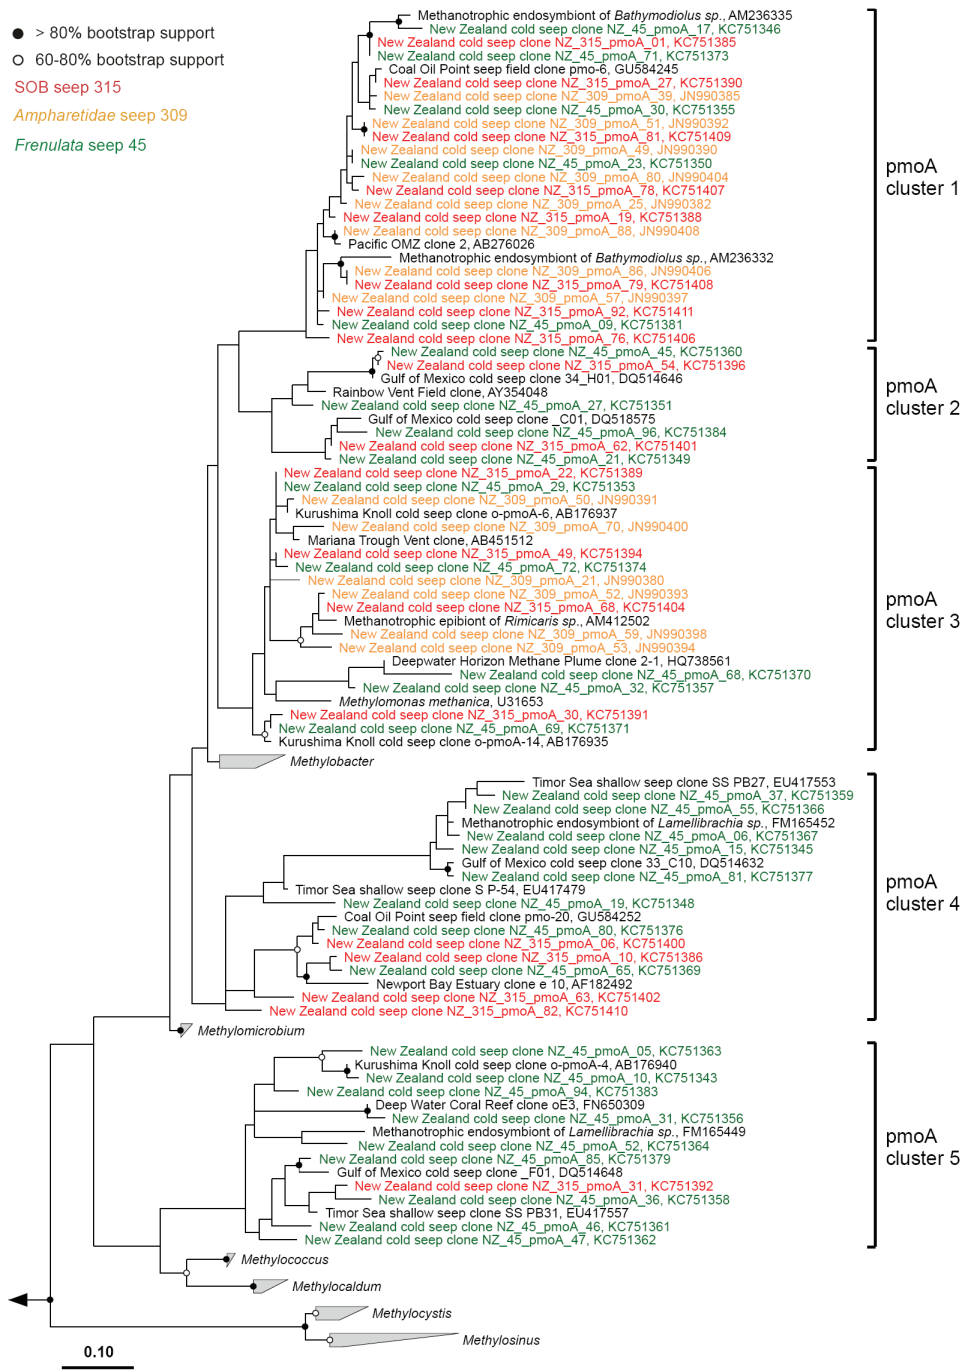 > 80% bootstrap support
60-80% bootstrap support
SOB seep 315
Ampharetidae seep 309
Frenulata seep 45
Methanotrophic endosymbiont of Bathymodiolus sp., AM236335
New Zealand cold seep clone NZ_45_pmoA_17, KC751346
New Zealand cold seep clone NZ_315_pmoA_01, KC751385
New Zealand cold seep clone NZ_45_pmoA_71, KC751373
Coal Oil Point seep field clone pmo-6, GU584245
New Zealand cold seep clone NZ_315_pmoA_27, KC751390
New Zealand cold seep clone NZ_309_pmoA_39, JN990385
New Zealand cold seep clone NZ_45_pmoA_30, KC751355
New Zealand cold seep clone NZ_309_pmoA_51, JN990392
New Zealand cold seep clone NZ_315_pmoA_81, KC751409
New Zealand cold seep clone NZ_309_pmoA_49, JN990390
New Zealand cold seep clone NZ_45_pmoA_23, KC751350
New Zealand cold seep clone NZ_309_pmoA_80, JN990404
New Zealand cold seep clone NZ_315_pmoA_78, KC751407
New Zealand cold seep clone NZ_309_pmoA_25, JN990382
New Zealand cold seep clone NZ_315_pmoA_19, KC751388
New Zealand cold seep clone NZ_309_pmoA_88, JN990408
Pacific OMZ clone 2, AB276026
Methanotrophic endosymbiont of Bathymodiolus sp., AM236332
New Zealand cold seep clone NZ_309_pmoA_86, JN990406
New Zealand cold seep clone NZ_315_pmoA_79, KC751408
New Zealand cold seep clone NZ_309_pmoA_57, JN990397
New Zealand cold seep clone NZ_315_pmoA_92, KC751411
New Zealand cold seep clone NZ_45_pmoA_09, KC751381
New Zealand cold seep clone NZ_315_pmoA_76, KC751406
pmoA
cluster 1
New Zealand cold seep clone NZ_45_pmoA_45, KC751360
New Zealand cold seep clone NZ_315_pmoA_54, KC751396
Gulf of Mexico cold seep clone 34_H01, DQ514646
Rainbow Vent Field clone, AY354048
New Zealand cold seep clone NZ_45_pmoA_27, KC751351
Gulf of Mexico cold seep clone _C01, DQ518575
New Zealand cold seep clone NZ_45_pmoA_96, KC751384
New Zealand cold seep clone NZ_315_pmoA_62, KC751401
New Zealand cold seep clone NZ_45_pmoA_21, KC751349
pmoA
cluster 2
New Zealand cold seep clone NZ_315_pmoA_22, KC751389
New Zealand cold seep clone NZ_45_pmoA_29, KC751353
New Zealand cold seep clone NZ_309_pmoA_50, JN990391
Kurushima Knoll cold seep clone o-pmoA-6, AB176937
New Zealand cold seep clone NZ_309_pmoA_70, JN990400
Mariana Trough Vent clone, AB451512
New Zealand cold seep clone NZ_315_pmoA_49, KC751394
New Zealand cold seep clone NZ_45_pmoA_72, KC751374
New Zealand cold seep clone NZ_309_pmoA_21, JN990380
New Zealand cold seep clone NZ_309_pmoA_52, JN990393
New Zealand cold seep clone NZ_315_pmoA_68, KC751404
Methanotrophic epibiont of Rimicaris sp., AM412502
New Zealand cold seep clone NZ_309_pmoA_59, JN990398
New Zealand cold seep clone NZ_309_pmoA_53, JN990394
Deepwater Horizon Methane Plume clone 2-1, HQ738561
New Zealand cold seep clone NZ_45_pmoA_68, KC751370
New Zealand cold seep clone NZ_45_pmoA_32, KC751357
Methylomonas methanica, U31653
New Zealand cold seep clone NZ_315_pmoA_30, KC751391
New Zealand cold seep clone NZ_45_pmoA_69, KC751371
Kurushima Knoll cold seep clone o-pmoA-14, AB176935
pmoA
cluster 3
Methylobacter
Timor Sea shallow seep clone SS PB27, EU417553
New Zealand cold seep clone NZ_45_pmoA_37, KC751359
New Zealand cold seep clone NZ_45_pmoA_55, KC751366
Methanotrophic endosymbiont of Lamellibrachia sp., FM165452
New Zealand cold seep clone NZ_45_pmoA_06, KC751367
New Zealand cold seep clone NZ_45_pmoA_15, KC751345
Gulf of Mexico cold seep clone 33_C10, DQ514632
New Zealand cold seep clone NZ_45_pmoA_81, KC751377
Timor Sea shallow seep clone S P-54, EU417479
New Zealand cold seep clone NZ_45_pmoA_19, KC751348
Coal Oil Point seep field clone pmo-20, GU584252
New Zealand cold seep clone NZ_45_pmoA_80, KC751376
New Zealand cold seep clone NZ_315_pmoA_06, KC751400
New Zealand cold seep clone NZ_315_pmoA_10, KC751386
New Zealand cold seep clone NZ_45_pmoA_65, KC751369
Newport Bay Estuary clone e 10, AF182492
New Zealand cold seep clone NZ_315_pmoA_63, KC751402
New Zealand cold seep clone NZ_315_pmoA_82, KC751410
pmoA
cluster 4
Methylomicrobium
New Zealand cold seep clone NZ_45_pmoA_05, KC751363
Kurushima Knoll cold seep clone o-pmoA-4, AB176940
New Zealand cold seep clone NZ_45_pmoA_10, KC751343
New Zealand cold seep clone NZ_45_pmoA_94, KC751383
Deep Water Coral Reef clone oE3, FN650309
New Zealand cold seep clone NZ_45_pmoA_31, KC751356
Methanotrophic endosymbiont of Lamellibrachia sp., FM165449
New Zealand cold seep clone NZ_45_pmoA_52, KC751364
New Zealand cold seep clone NZ_45_pmoA_85, KC751379
Gulf of Mexico cold seep clone _F01, DQ514648
New Zealand cold seep clone NZ_315_pmoA_31, KC751392
New Zealand cold seep clone NZ_45_pmoA_36, KC751358
Timor Sea shallow seep clone SS PB31, EU417557
New Zealand cold seep clone NZ_45_pmoA_46, KC751361
New Zealand cold seep clone NZ_45_pmoA_47, KC751362
pmoA
cluster 5
Methylococcus
Methylocaldum
Methylocystis
Methylosinus
0.10